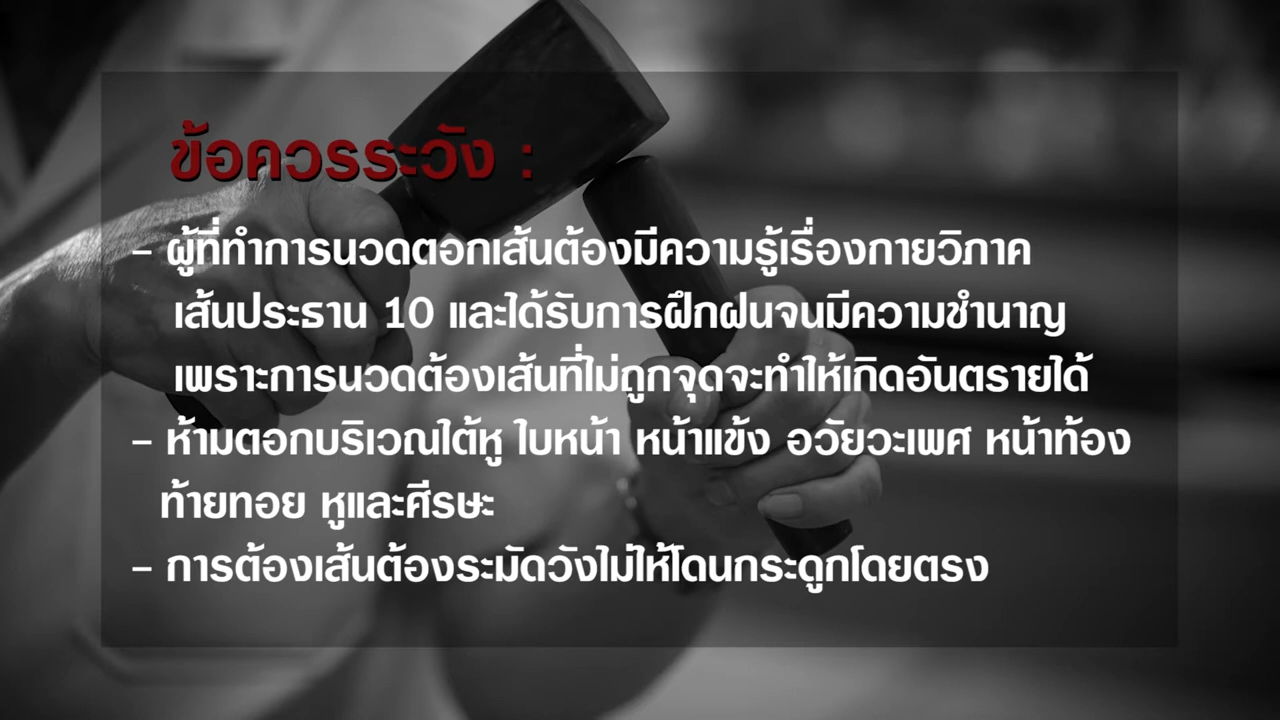 ข้อควรระวัง :
– ผู้ที่ทำการนวดตอกเส้นต้องมีความรู้เรื่องกายวิภาค
เส้นประธาน 10 และได้รับการฝึกฝนจนมีความชำนาญ
เพราะการนวดต้องเส้นที่ไม่ถูกจุดจะทำให้เกิดอันตรายได้
– ห้ามตอกบริเวณใต้หู ใบหน้า หน้าแข้ง อวัยวะเพศ หน้าท้อง
ท้ายทอย หูและศีรษะ
– การต้องเส้นต้องระมัดวังไม่ให้โดนกระดูกโดยตรง